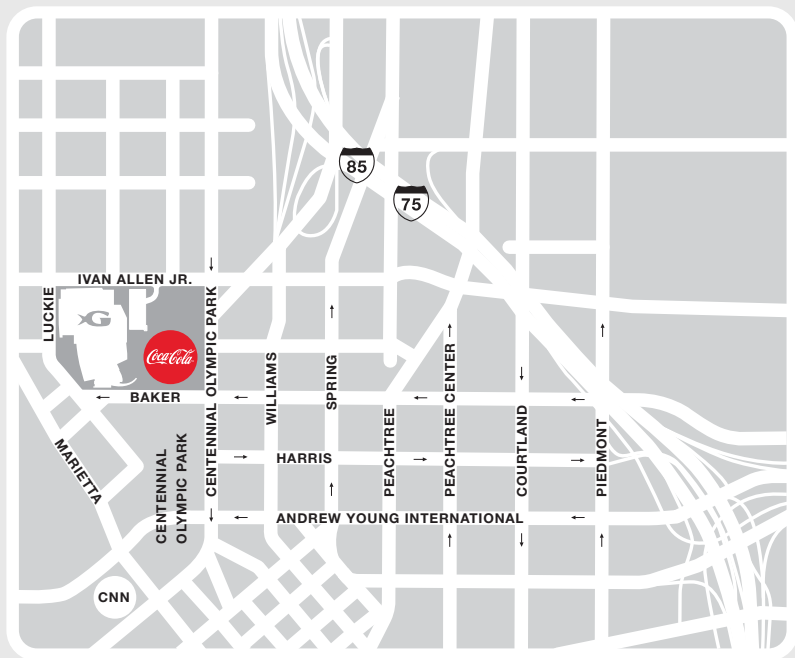 85
75
IVAN ALLEN JR.
LUCKIE
G
Coca-Cola
CENTENNIAL OLYMPIC PARK
WILLIAMS
SPRING
PEACHTREE
PEACHTREE CENTER
COURTLAND
PIEDMONT
BAKER
HARRIS
MARIETTA
CENTENNIAL
OLYMPIC PARK
ANDREW YOUNG INTERNATIONAL
CNN